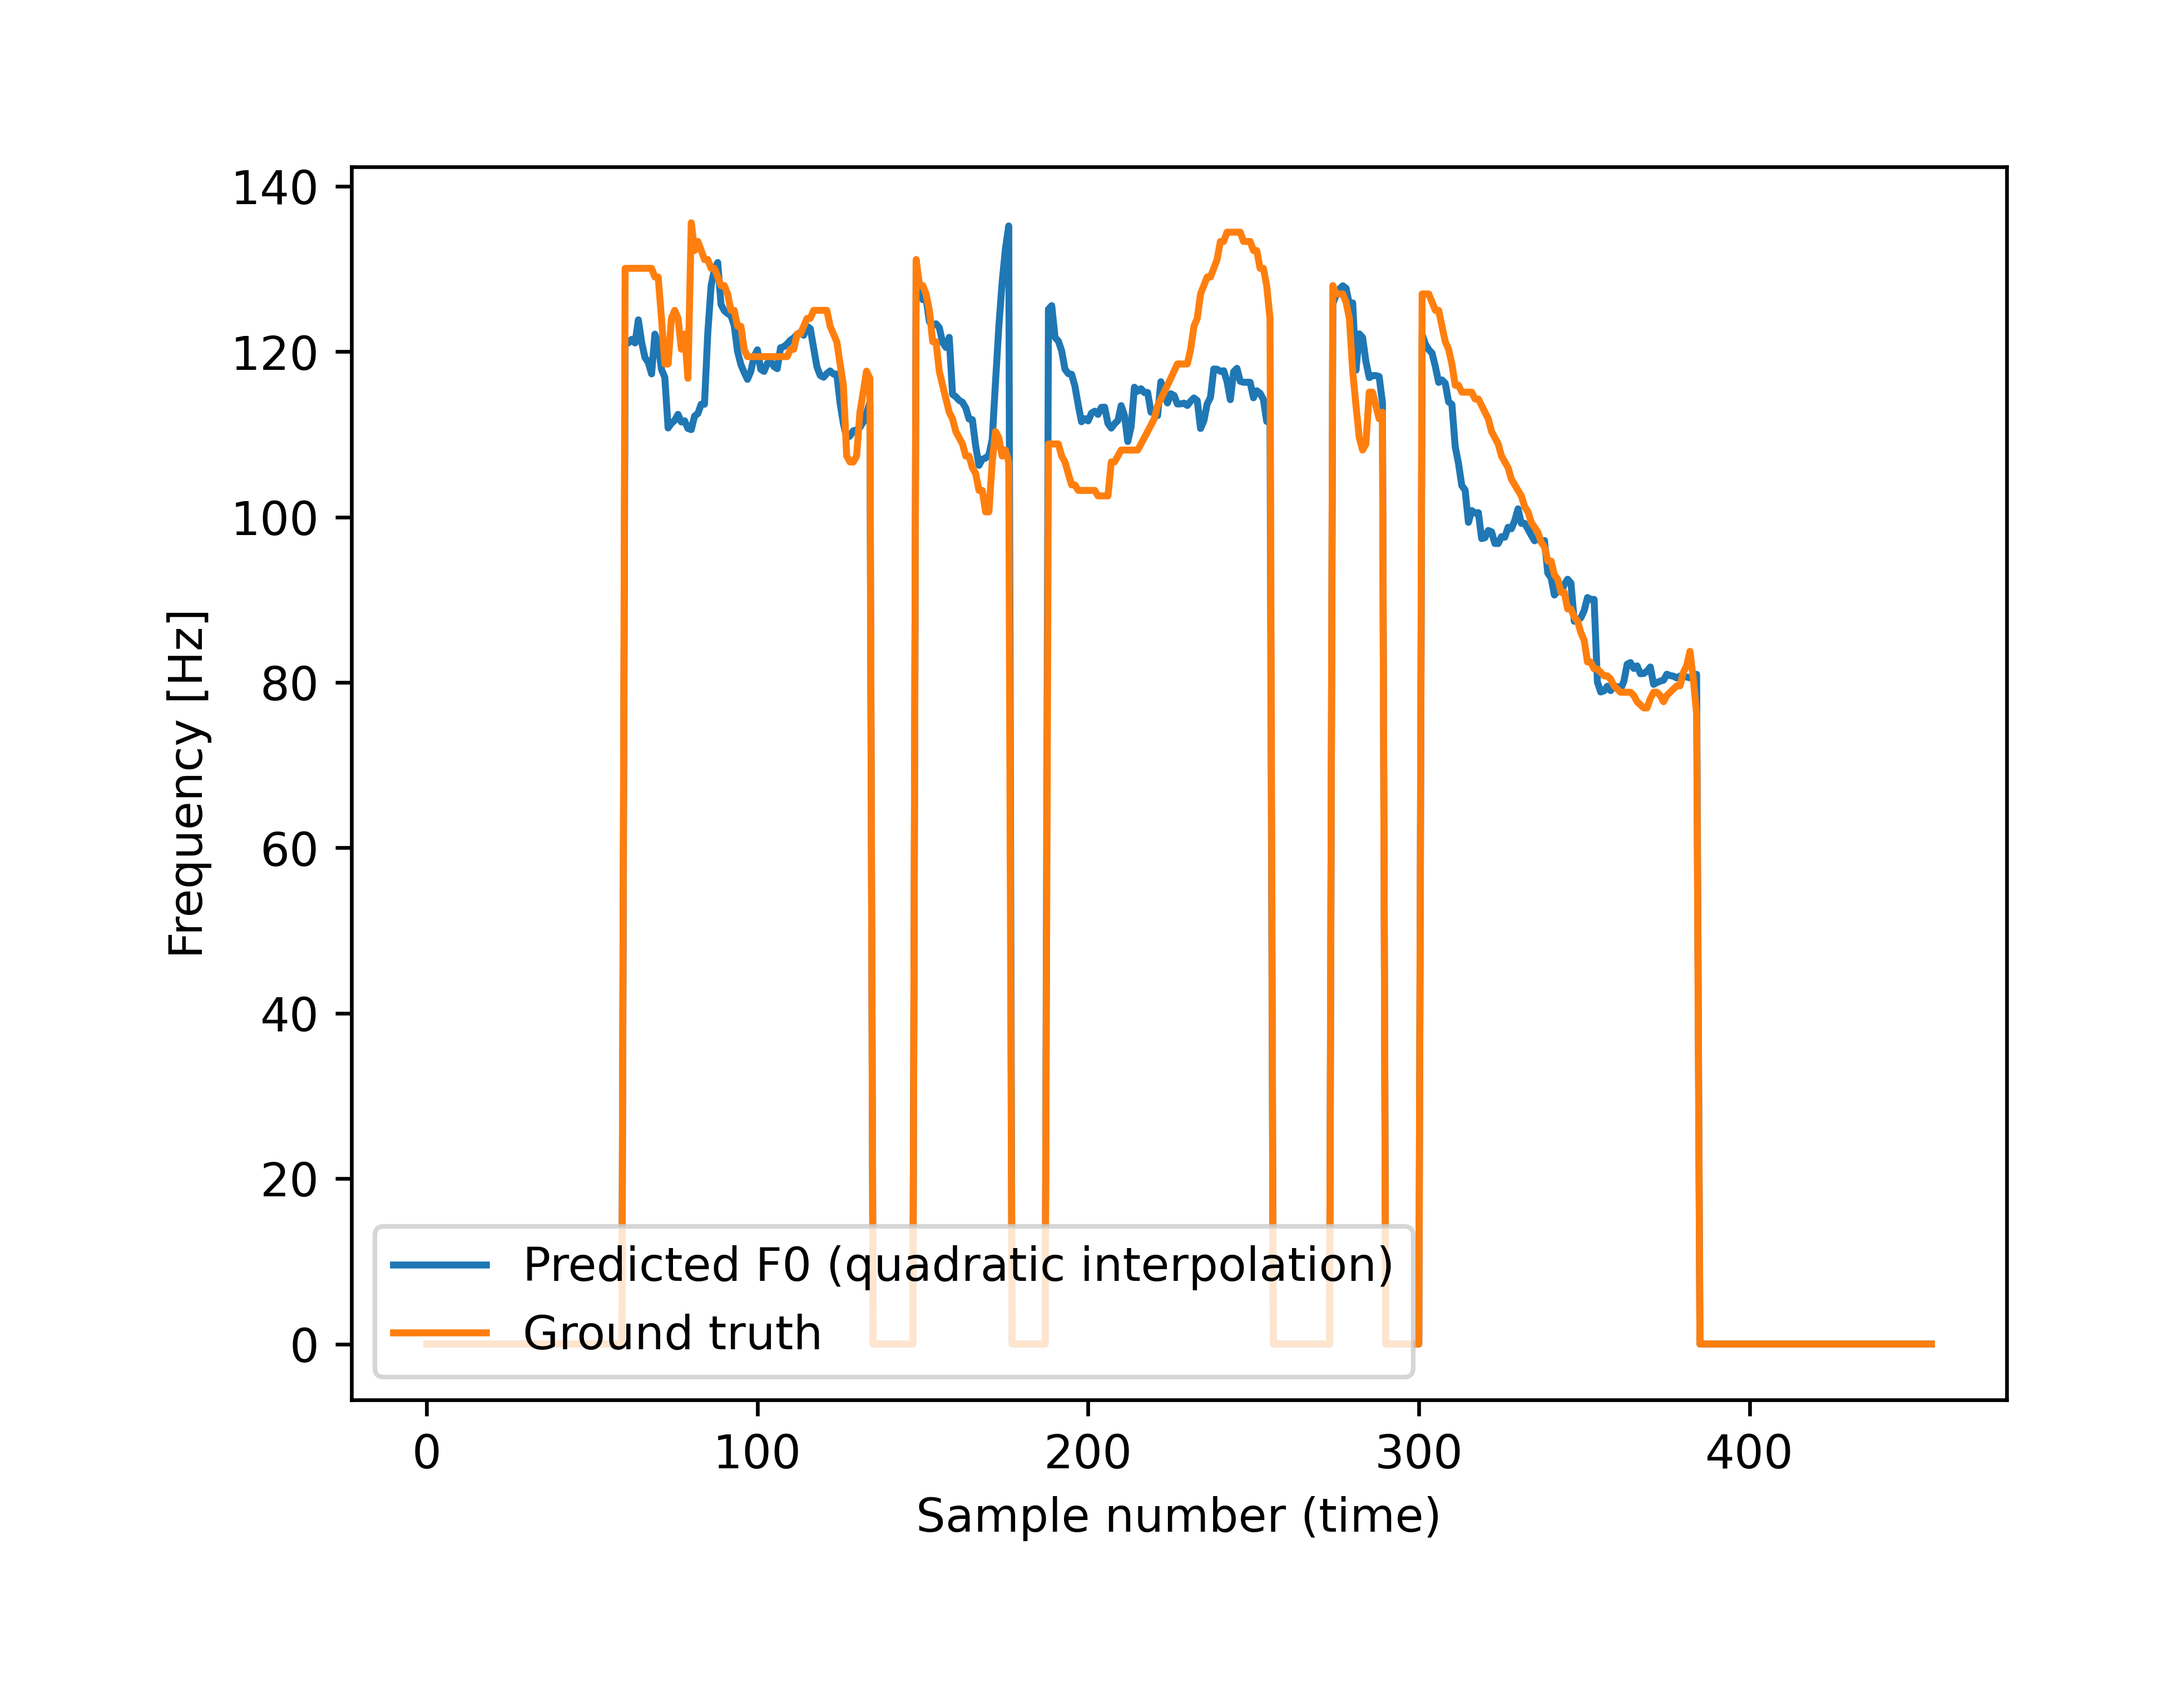 140
120
100
80
60
40
20
0
Frequency [Hz]
Predicted F0 (quadratic interpolation)
Ground truth
0 100 200 300 400
Sample number (time)